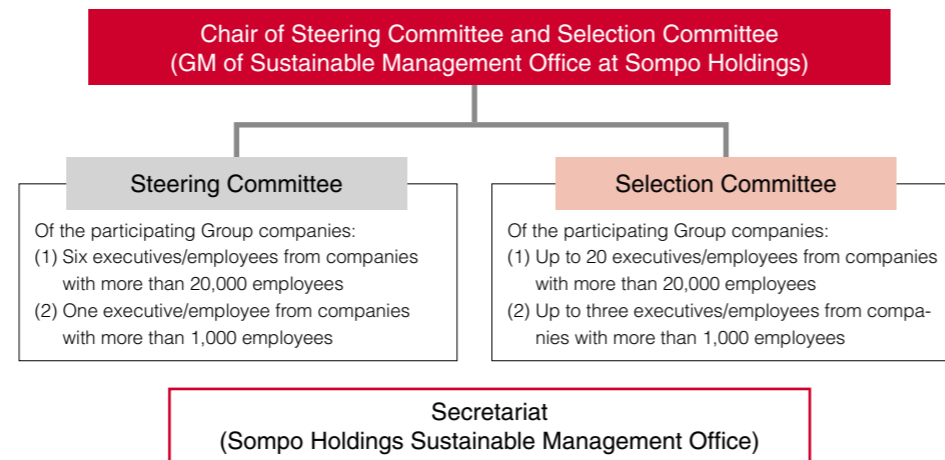 Chair of Steering Committee and Selection Committee
(GM of Sustainable Management Office at Sompo Holdings)
Steering Committee
Of the participating Group companies:
(1) Six executives/employees from companies
with more than 20,000 employees
(2) One executive/employee from companies
with more than 1,000 employees
Selection Committee
Of the participating Group companies:
(1) Up to 20 executives/employees from companies
with more than 20,000 employees
(2) Up to three executives/employees from compa-
nies with more than 1,000 employees
Secretariat
(Sompo Holdings Sustainable Management Office)